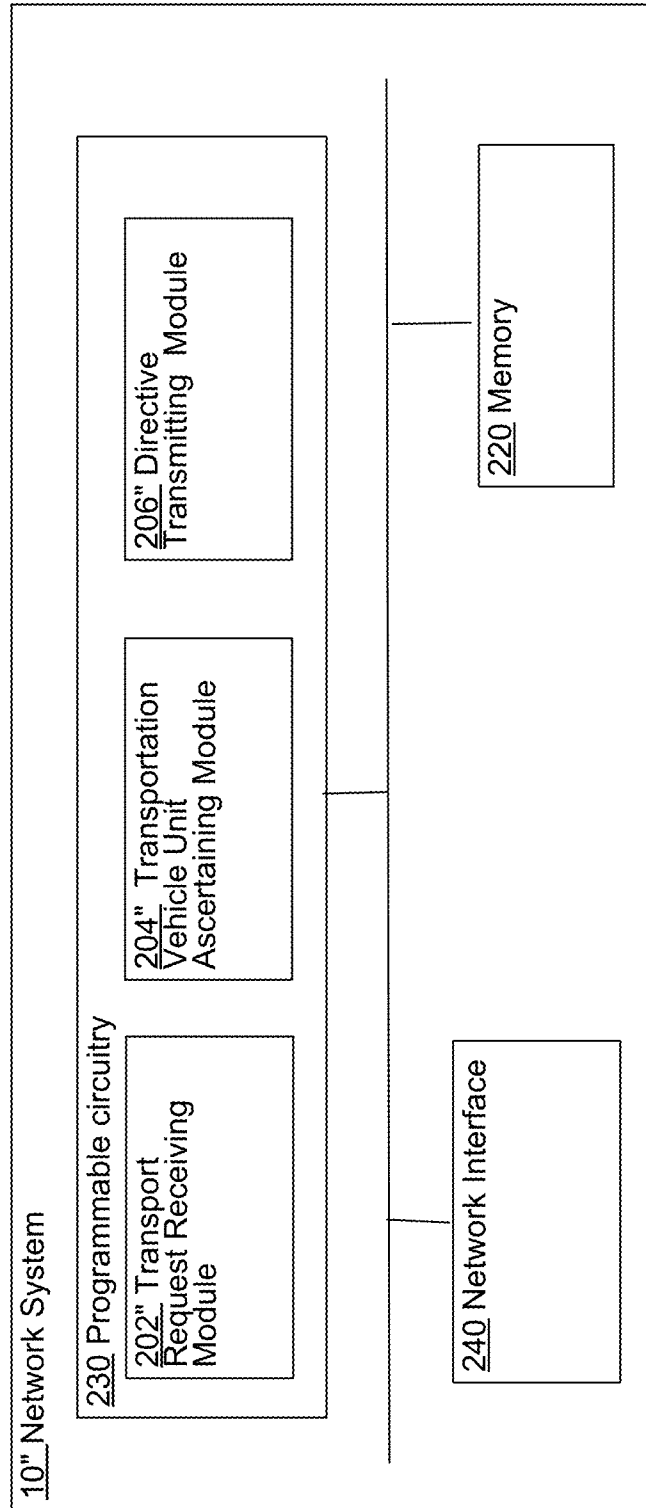 10" Network System
230 Programmable circuitry
202" Transport
Request Receiving
Module
204" Transportation
Vehicle Unit
Ascertaining Module
206" Directive
Transmitting Module
240 Network Interface
220 Memory